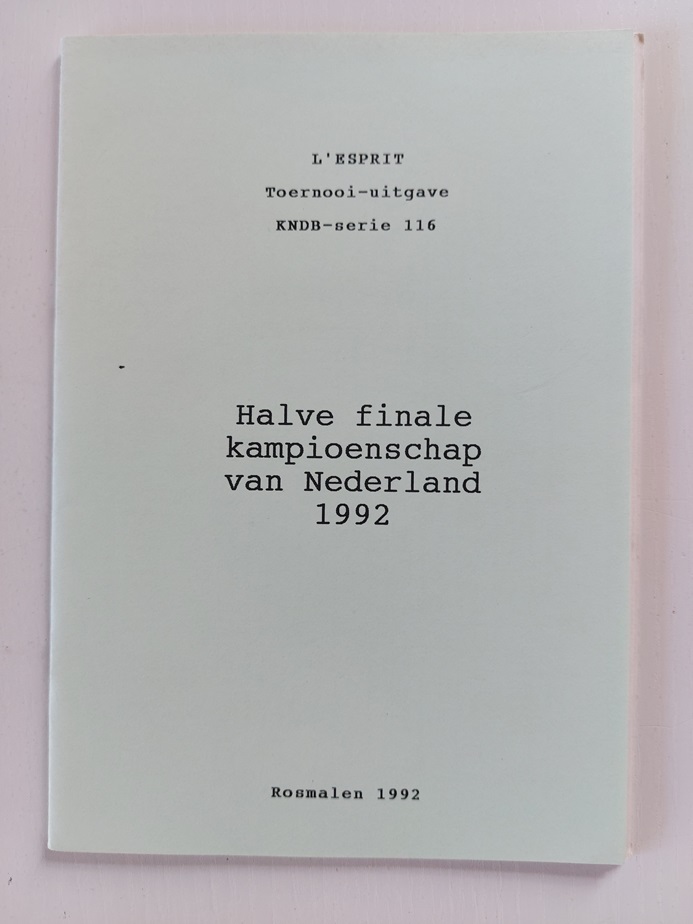 L'ESPRIT
Toernooi-uitgave
KNDB-serie 116
Halve finale
kampioenschap
van Nederland
1992
Rosmalen 1992